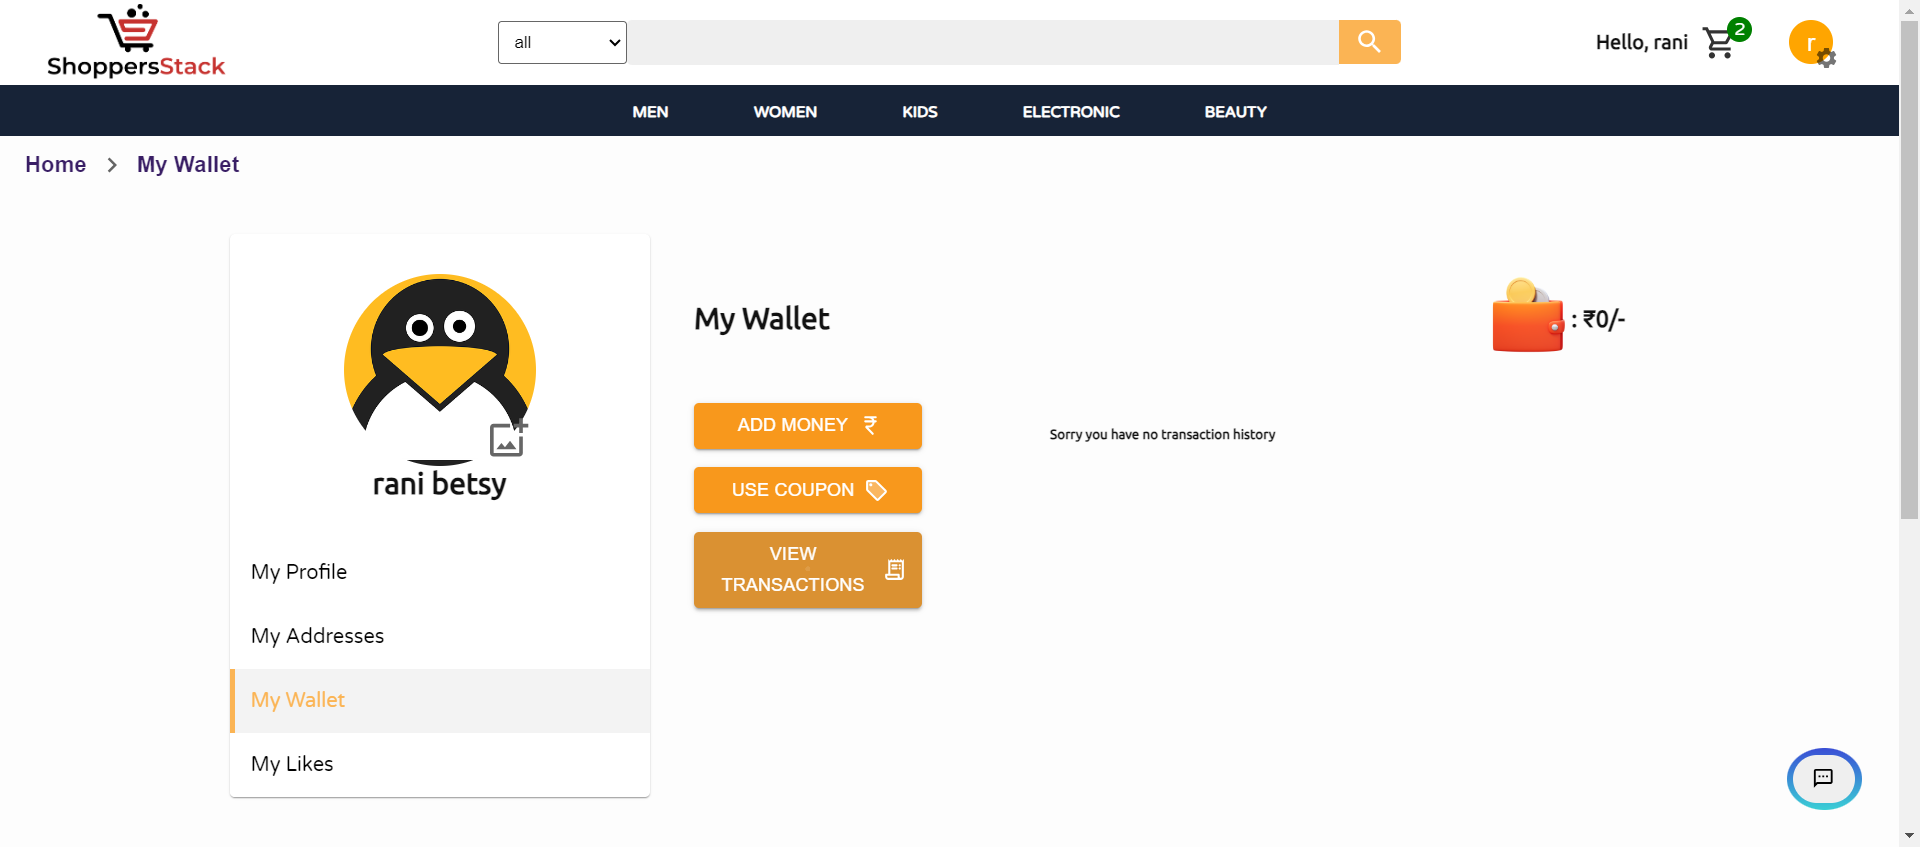 ShoppersStack
all
Hello, rani
2
r
MEN
WOMEN
KIDS
ELECTRONIC
BEAUTY
Home
My Wallet
rani betsy
My Profile
My Addresses
My Wallet
My Likes
My Wallet
: ₹0/-
ADD MONEY ₹
USE COUPON
VIEW
TRANSACTIONS
Sorry you have no transaction history